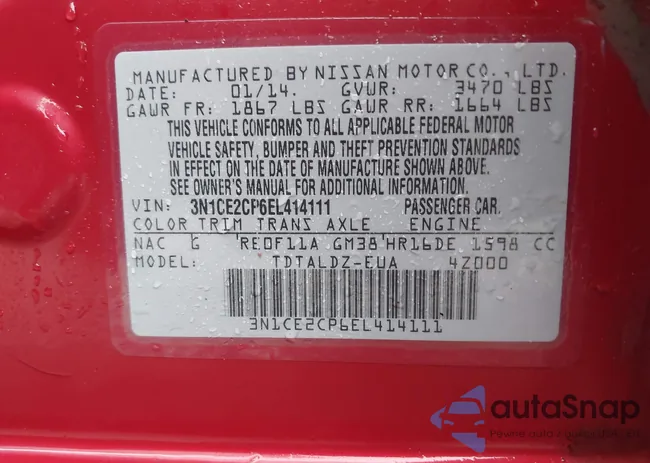 MANUFACTURED BY NISSAN MOTOR CO., LTD.
DATE: 01/14. GVWR: 3470 LBS
GAWR FR: 1867 LBS GAWR RR: 1664 LBS
THIS VEHICLE CONFORMS TO ALL APPLICABLE FEDERAL MOTOR
VEHICLE SAFETY, BUMPER AND THEFT PREVENTION STANDARDS
IN EFFECT ON THE DATE OF MANUFACTURE SHOWN ABOVE.
SEE OWNER'S MANUAL FOR ADDITIONAL INFORMATION.
VIN: 3N1CE2CP6EL414111 PASSENGER CAR.
COLOR TRIM TRANS AXLE ENGINE
NAC G RE0F11A GM38 HR16DE 1598 CC
MODEL: TDTALDZ-EUA 4Z000
3N1CE2CP6EL414111
autaSnap